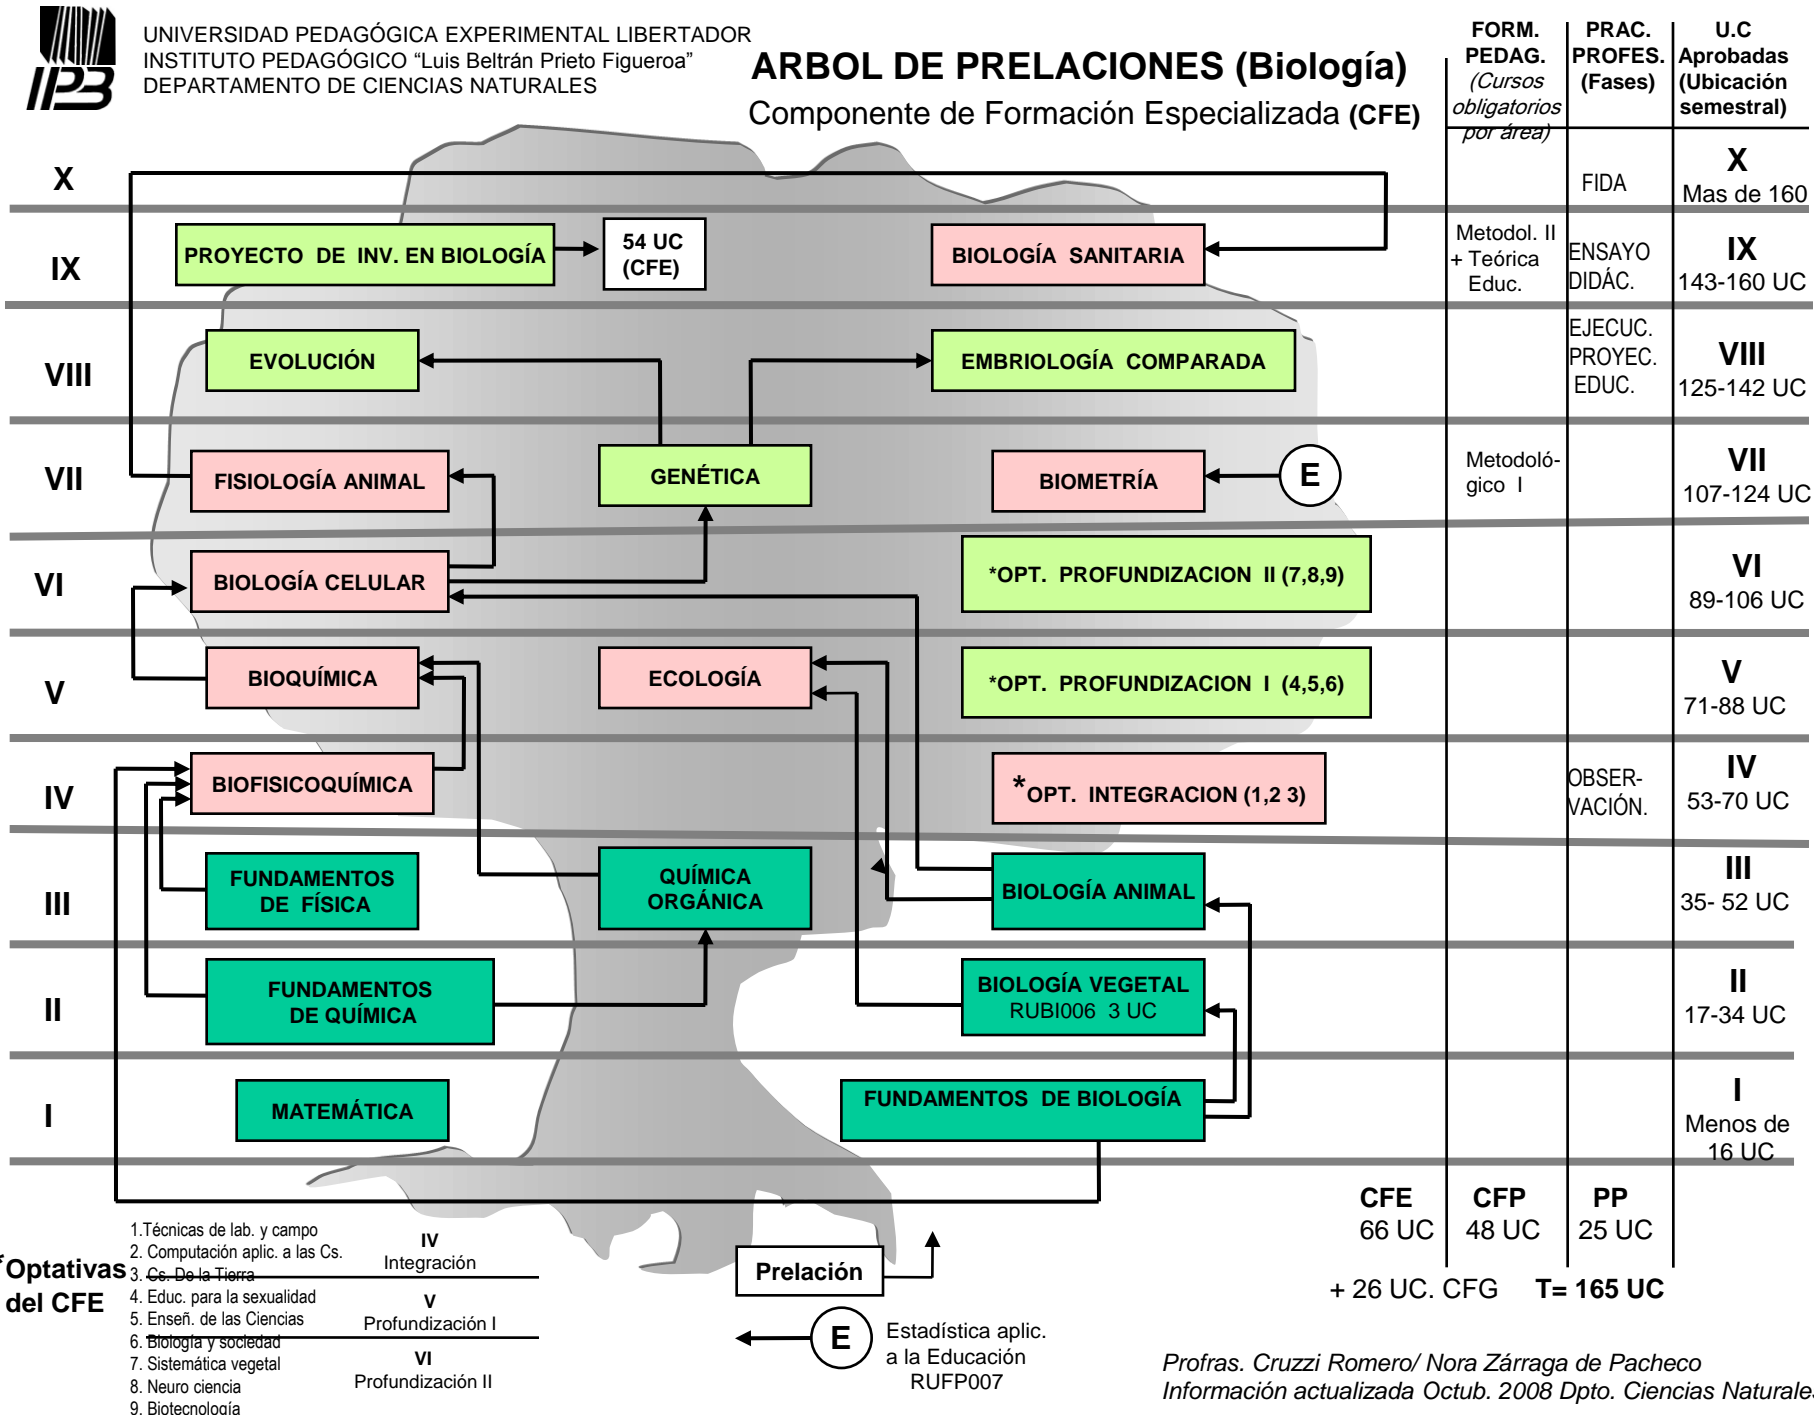 IPB
UNIVERSIDAD PEDAGÓGICA EXPERIMENTAL LIBERTADOR
INSTITUTO PEDAGÓGICO “Luis Beltrán Prieto Figueroa”
DEPARTAMENTO DE CIENCIAS NATURALES
ARBOL DE PRELACIONES (Biología)
Componente de Formación Especializada (CFE)
FORM.
PEDAG.
(Cursos
obligatorios
por área)
PRAC.
PROFES.
(Fases)
U.C
Aprobadas
(Ubicación
semestral)
X
FIDA
X
Mas de 160
IX
PROYECTO DE INV. EN BIOLOGÍA
54 UC
(CFE)
BIOLOGÍA SANITARIA
Metodol. II
+ Teórica
Educ.
ENSAYO
DIDÁC.
IX
143-160 UC
VIII
EVOLUCIÓN
EMBRIOLOGÍA COMPARADA
EJECUC.
PROYEC.
EDUC.
VIII
125-142 UC
VII
FISIOLOGÍA ANIMAL
GENÉTICA
BIOMETRÍA
E
Metodoló-
gico I
VII
107-124 UC
VI
BIOLOGÍA CELULAR
*OPT. PROFUNDIZACION II (7,8,9)
VI
89-106 UC
V
BIOQUÍMICA
ECOLOGÍA
*OPT. PROFUNDIZACION I (4,5,6)
V
71-88 UC
IV
BIOFISICOQUÍMICA
*OPT. INTEGRACION (1,2 3)
OBSER-
VACIÓN.
IV
53-70 UC
III
FUNDAMENTOS
DE FÍSICA
QUÍMICA
ORGÁNICA
BIOLOGÍA ANIMAL
III
35- 52 UC
II
FUNDAMENTOS
DE QUÍMICA
BIOLOGÍA VEGETAL
RUBI006 3 UC
II
17-34 UC
I
MATEMÁTICA
FUNDAMENTOS DE BIOLOGÍA
I
Menos de
16 UC
CFE
66 UC
CFP
48 UC
PP
25 UC
+ 26 UC. CFG T= 165 UC
*Optativas
del CFE
1.Técnicas de lab. y campo
2. Computación aplic. a las Cs.
3. Cs. De la Tierra
4. Educ. para la sexualidad
5. Enseñ. de las Ciencias
6. Biología y sociedad
7. Sistemática vegetal
8. Neuro ciencia
9. Biotecnología
IV
Integración
V
Profundización I
VI
Profundización II
Prelación
E
Estadística aplic.
a la Educación
RUFP007
Profras. Cruzzi Romero/ Nora Zárraga de Pacheco
Información actualizada Octub. 2008 Dpto. Ciencias Naturales